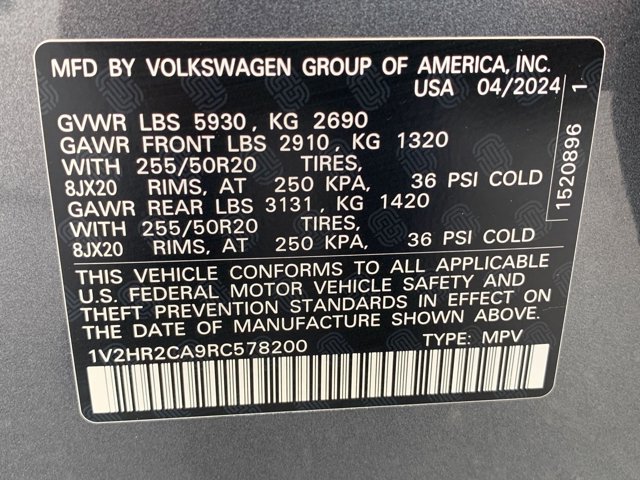 MFD BY VOLKSWAGEN GROUP OF AMERICA, INC.
USA 04/2024
GVWR LBS 5930, KG 2690
GAWR FRONT LBS 2910, KG 1320
WITH 255/50R20 TIRES,
8JX20 RIMS, AT 250 KPA, 36 PSI COLD
GAWR REAR LBS 3131, KG 1420
WITH 255/50R20 TIRES,
8JX20 RIMS, AT 250 KPA, 36 PSI COLD
THIS VEHICLE CONFORMS TO ALL APPLICABLE
U.S. FEDERAL MOTOR VEHICLE SAFETY AND
THEFT PREVENTION STANDARDS IN EFFECT ON
THE DATE OF MANUFACTURE SHOWN ABOVE.
1V2HR2CA9RC578200 TYPE: MPV
1520896 1